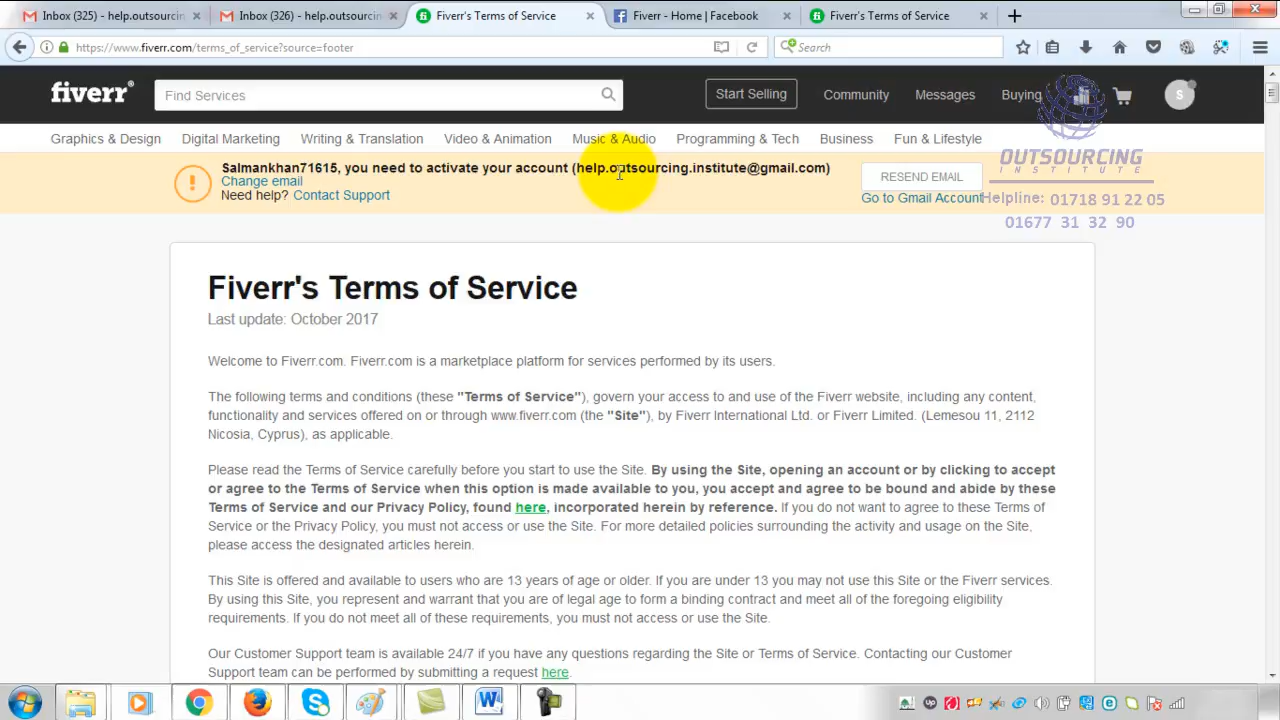 Inbox (325) - help.outsourcin
Inbox (326) - help.outsourcin
Fiverr's Terms of Service
Fiverr - Home | Facebook
Fiverr's Terms of Service
https://www.fiverr.com/terms_of_service?source=footer
Search
fiverr
Find Services
Start Selling
Community
Messages
Buying
S
Graphics & Design
Digital Marketing
Writing & Translation
Video & Animation
Music & Audio
Programming & Tech
Business
Fun & Lifestyle
Salmankhan71615, you need to activate your account (help.outsourcing.institute@gmail.com)
Change email
Need help? Contact Support
RESEND EMAIL
Go to Gmail Account
OUTSOURCING
INSTITUTE
Helpline: 01718 91 22 05
01677 31 32 90
Fiverr's Terms of Service
Last update: October 2017
Welcome to Fiverr.com. Fiverr.com is a marketplace platform for services performed by its users.
The following terms and conditions (these "Terms of Service"), govern your access to and use of the Fiverr website, including any content,
functionality and services offered on or through www.fiverr.com (the "Site"), by Fiverr International Ltd. or Fiverr Limited. (Lemesou 11, 2112
Nicosia, Cyprus), as applicable.
Please read the Terms of Service carefully before you start to use the Site. By using the Site, opening an account or by clicking to accept
or agree to the Terms of Service when this option is made available to you, you accept and agree to be bound and abide by these
Terms of Service and our Privacy Policy, found here, incorporated herein by reference. If you do not want to agree to these Terms of
Service or the Privacy Policy, you must not access or use the Site. For more detailed policies surrounding the activity and usage on the Site,
please access the designated articles herein.
This Site is offered and available to users who are 13 years of age or older. If you are under 13 you may not use this Site or the Fiverr services.
By using this Site, you represent and warrant that you are of legal age to form a binding contract and meet all of the foregoing eligibility
requirements. If you do not meet all of these requirements, you must not access or use the Site.
Our Customer Support team is available 24/7 if you have any questions regarding the Site or Terms of Service. Contacting our Customer
Support team can be performed by submitting a request here.